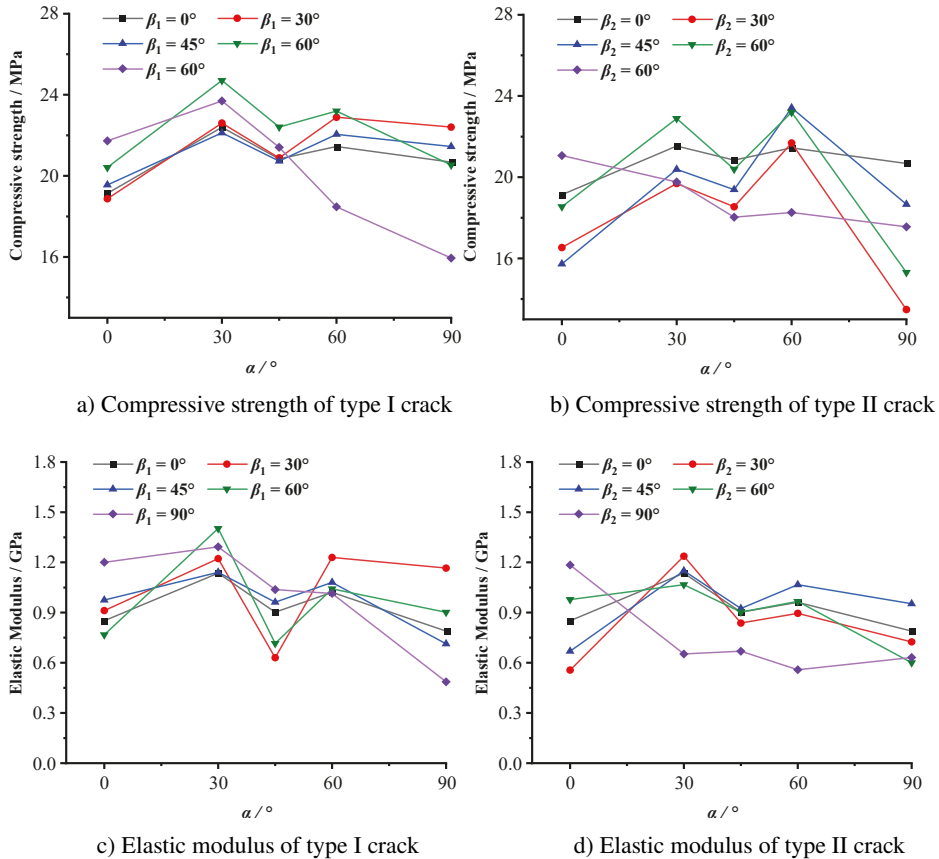 28
24
20
16
Compressive strength / MPa
β₁ = 0° β₁ = 30°
β₁ = 45° β₁ = 60°
β₁ = 60°
0 30 60 90
α / °
a) Compressive strength of type I crack
28
24
20
16
Compressive strength / MPa
β₂ = 0° β₂ = 30°
β₂ = 45° β₂ = 60°
β₂ = 60°
0 30 60 90
α / °
b) Compressive strength of type II crack
1.8
1.5
1.2
0.9
0.6
0.3
0.0
Elastic Modulus / GPa
β₁ = 0° β₁ = 30°
β₁ = 45° β₁ = 60°
β₁ = 90°
0 30 60 90
α / °
c) Elastic modulus of type I crack
1.8
1.5
1.2
0.9
0.6
0.3
0.0
Elastic Modulus / GPa
β₂ = 0° β₂ = 30°
β₂ = 45° β₂ = 60°
β₂ = 90°
0 30 60 90
α / °
d) Elastic modulus of type II crack